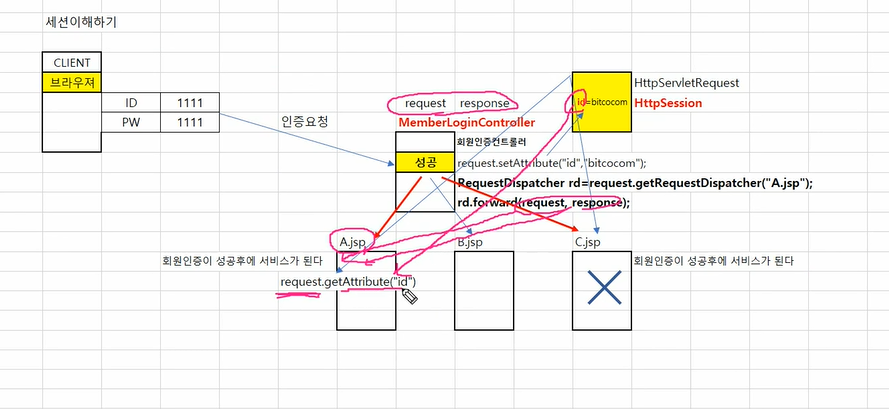 세션이해하기
CLIENT
브라우져
ID 1111
PW 1111
인증요청
request response
MemberLoginController
회원인증컨트롤러
성공
request.setAttribute("id","bitcocom");
RequestDispatcher rd=request.getRequestDispatcher("A.jsp");
rd.forward(request, response);
id=bitcocom
HttpServletRequest
HttpSession
A.jsp
B.jsp
C.jsp
회원인증이 성공후에 서비스가 된다
request.getAttribute("id")
회원인증이 성공후에 서비스가 된다